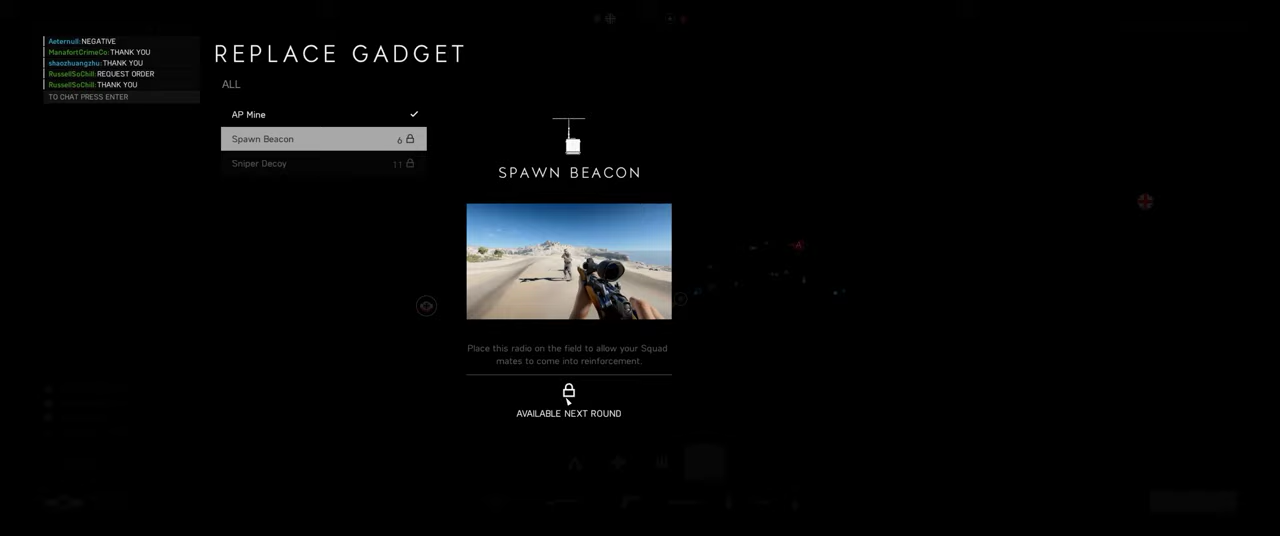 Aeternull: NEGATIVE
ManafortCrimeCo: THANK YOU
shaozhuangzhu: THANK YOU
RussellSoChill: REQUEST ORDER
RussellSoChill: THANK YOU
TO CHAT PRESS ENTER
REPLACE GADGET
ALL
AP Mine
Spawn Beacon 6
Sniper Decoy 11
SPAWN BEACON
A
Place this radio on the field to allow your Squad
mates to come into reinforcement.
AVAILABLE NEXT ROUND